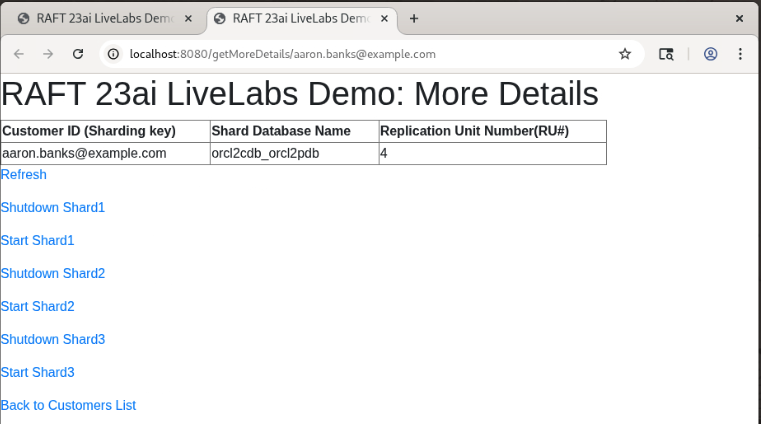 RAFT 23ai LiveLabs Dem
RAFT 23ai LiveLabs Dem
localhost:8080/getMoreDetails/aaron.banks@example.com
RAFT 23ai LiveLabs Demo: More Details
Customer ID (Sharding key) Shard Database Name Replication Unit Number(RU#)
aaron.banks@example.com orcl2cdb_orcl2pdb 4
Refresh
Shutdown Shard1
Start Shard1
Shutdown Shard2
Start Shard2
Shutdown Shard3
Start Shard3
Back to Customers List